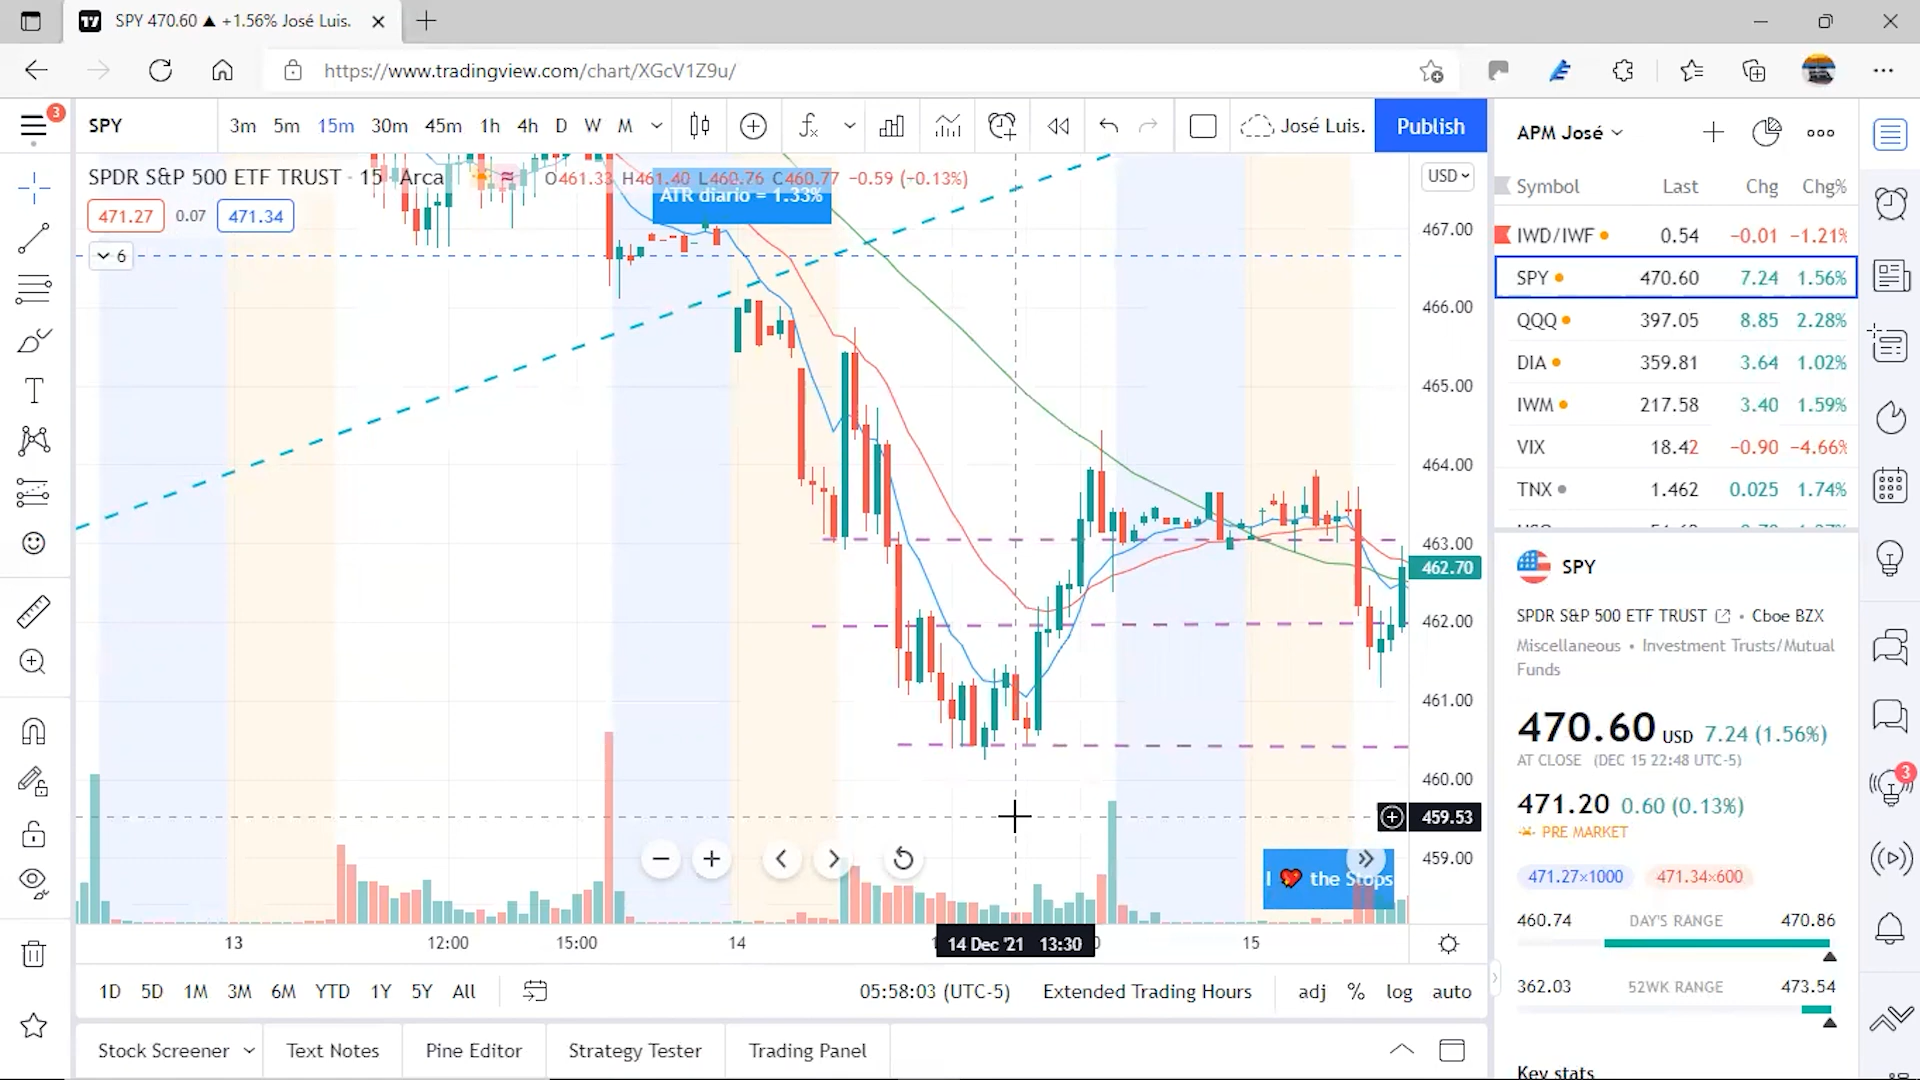 SPY 470.60 ▲ +1.56% José Luis.
https://www.tradingview.com/chart/XGcV1Z9u/
3
SPY
3m 5m 15m 30m 45m 1h 4h D W M
José Luis.
Publish
SPDR S&P 500 ETF TRUST · 15 · Arca
O461.33 H461.40 L460.76 C460.77 −0.59 (−0.13%)
471.27 0.07 471.34
6
ATR diario = 1.33%
USD
467.00
466.00
465.00
464.00
463.00
462.70
462.00
461.00
460.00
459.53
459.00
I 💖 the Stops
13 12:00 15:00 14 14 Dec '21 13:30 15
1D 5D 1M 3M 6M YTD 1Y 5Y All
05:58:03 (UTC-5) Extended Trading Hours adj % log auto
Stock Screener Text Notes Pine Editor Strategy Tester Trading Panel
APM José
Symbol Last Chg Chg%
IWD/IWF 0.54 −0.01 −1.21%
SPY 470.60 7.24 1.56%
QQQ 397.05 8.85 2.28%
DIA 359.81 3.64 1.02%
IWM 217.58 3.40 1.59%
VIX 18.42 −0.90 −4.66%
TNX 1.462 0.025 1.74%
SPY
SPDR S&P 500 ETF TRUST • Cboe BZX
Miscellaneous • Investment Trusts/Mutual
Funds
470.60 USD 7.24 (1.56%)
AT CLOSE (DEC 15 22:48 UTC-5)
471.20 0.60 (0.13%)
PRE MARKET
471.27×1000 471.34×600
460.74 DAY'S RANGE 470.86
362.03 52WK RANGE 473.54
Key stats
3